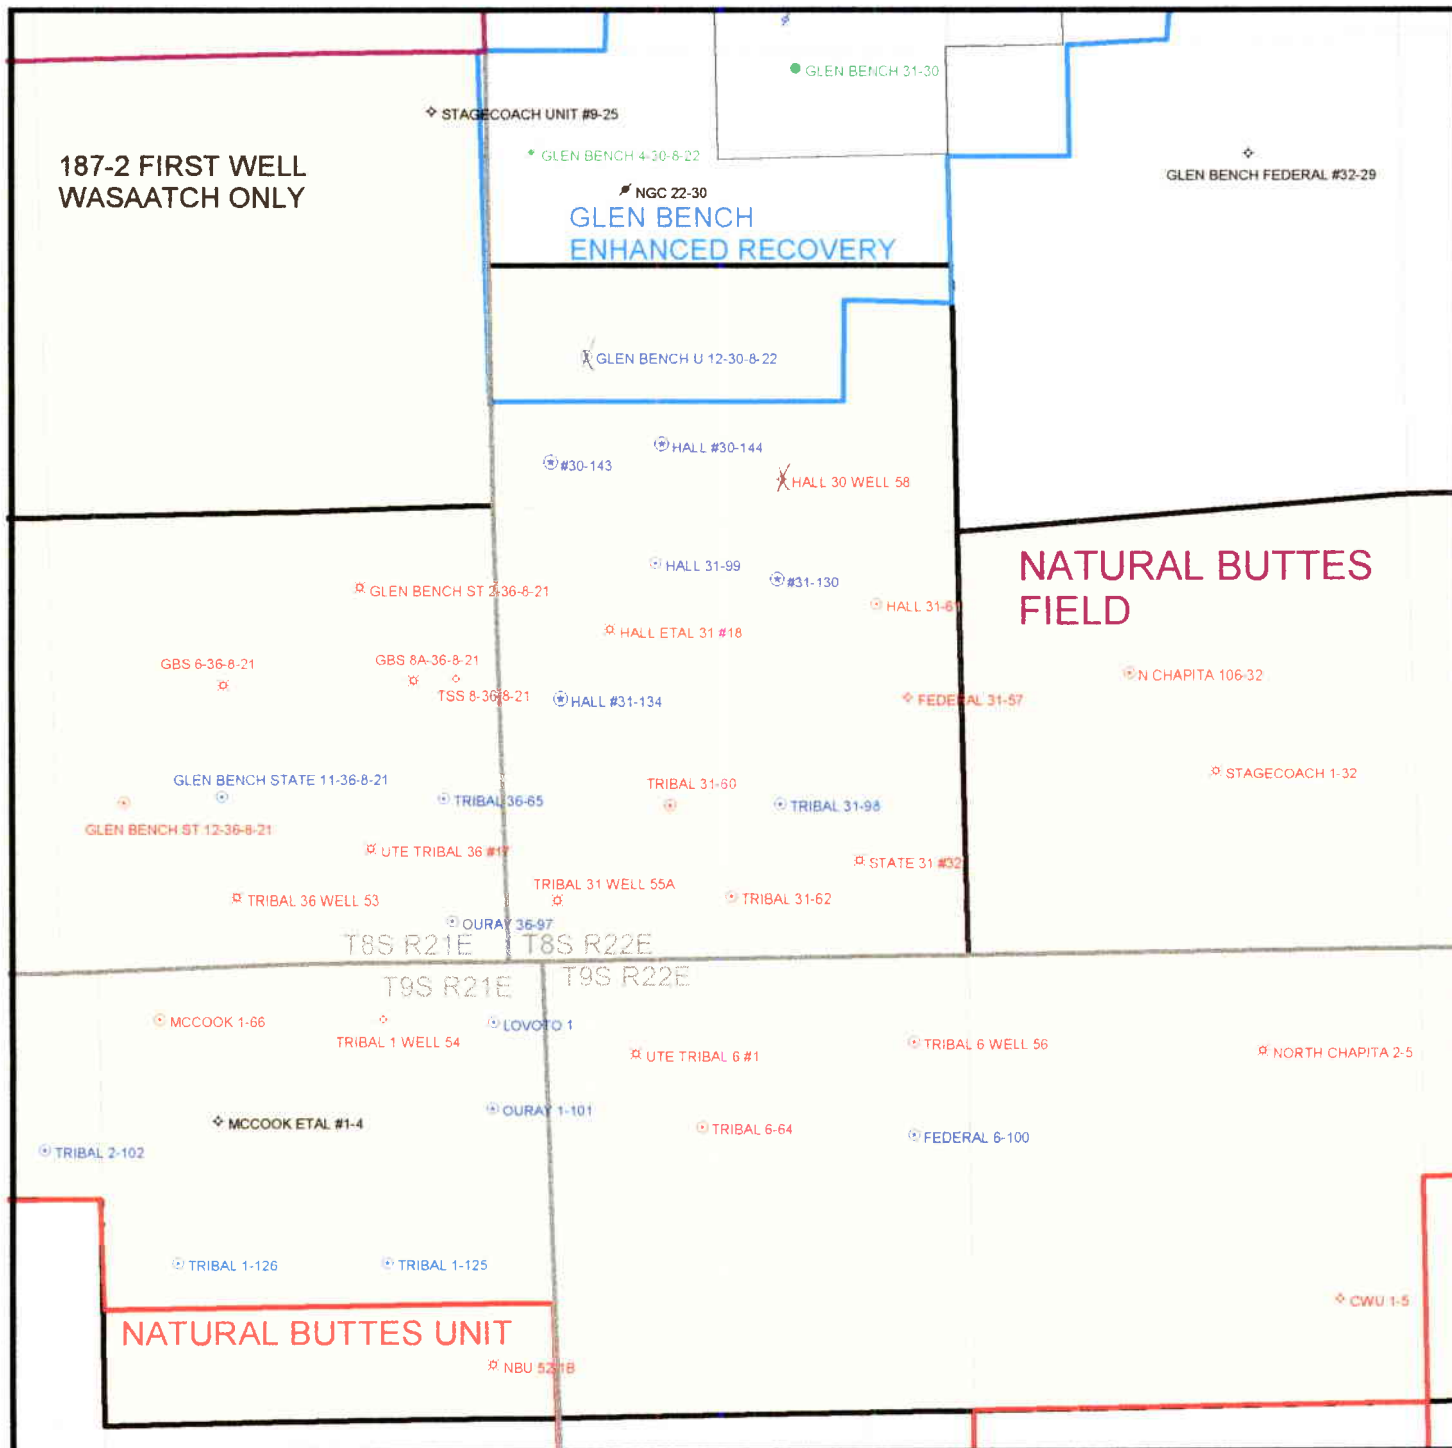 GLEN BENCH 31-30
STAGECOACH UNIT #9-25
GLEN BENCH 4-30-8-22
187-2 FIRST WELL
WASAATCH ONLY
GLEN BENCH FEDERAL #32-29
NGC 22-30
GLEN BENCH
ENHANCED RECOVERY
GLEN BENCH U 12-30-8-22
HALL #30-144
#30-143
HALL 30 WELL 58
HALL 31-99
#31-130
NATURAL BUTTES
FIELD
GLEN BENCH ST 2-36-8-21
HALL 31-61
HALL ETAL 31 #18
GBS 6-36-8-21
GBS 8A-36-8-21
TSS 8-36-8-21
N CHAPITA 106-32
HALL #31-134
FEDERAL 31-57
STAGECOACH 1-32
GLEN BENCH STATE 11-36-8-21
TRIBAL 31-60
TRIBAL 36-65
TRIBAL 31-98
GLEN BENCH ST 12-36-8-21
UTE TRIBAL 36 #17
STATE 31 #32
TRIBAL 31 WELL 55A
TRIBAL 36 WELL 53
TRIBAL 31-62
OURAY 36-97
T8S R21E
T8S R22E
T9S R21E
T9S R22E
MCCOOK 1-66
TRIBAL 1 WELL 54
LOVOTO 1
UTE TRIBAL 6 #1
TRIBAL 6 WELL 56
NORTH CHAPITA 2-5
OURAY 1-101
MCCOOK ETAL #1-4
TRIBAL 6-64
FEDERAL 6-100
TRIBAL 2-102
TRIBAL 1-126
TRIBAL 1-125
CWU 1-5
NATURAL BUTTES UNIT
NBU 52-1B